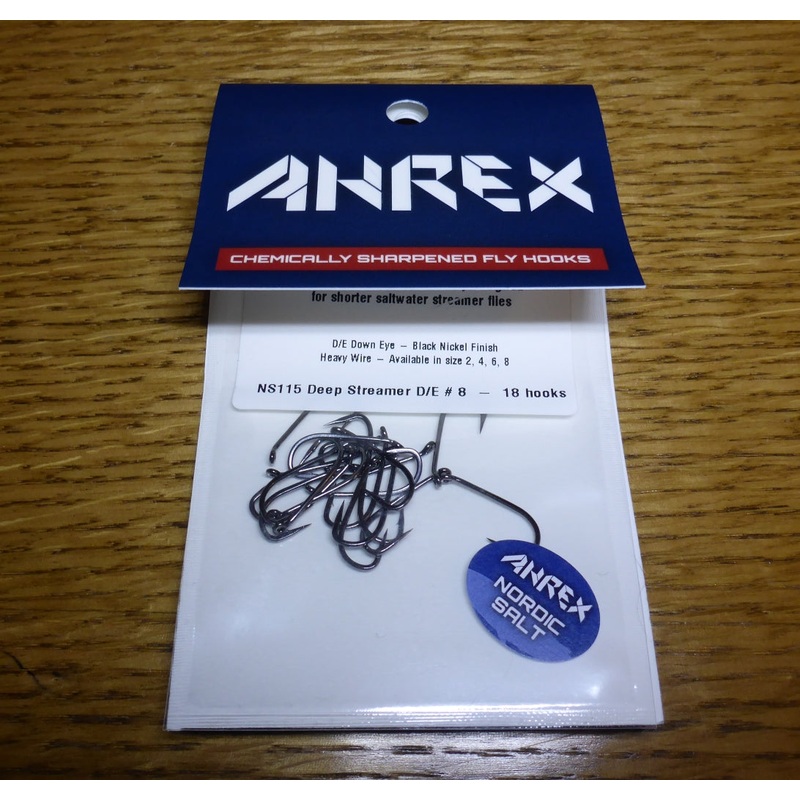 AHREX
CHEMICALLY SHARPENED FLY HOOKS
for shorter saltwater streamer flies
D/E Down Eye – Black Nickel Finish
Heavy Wire – Available in size 2, 4, 6, 8
NS115 Deep Streamer D/E # 8 – 18 hooks
AHREX
NORDIC
SALT